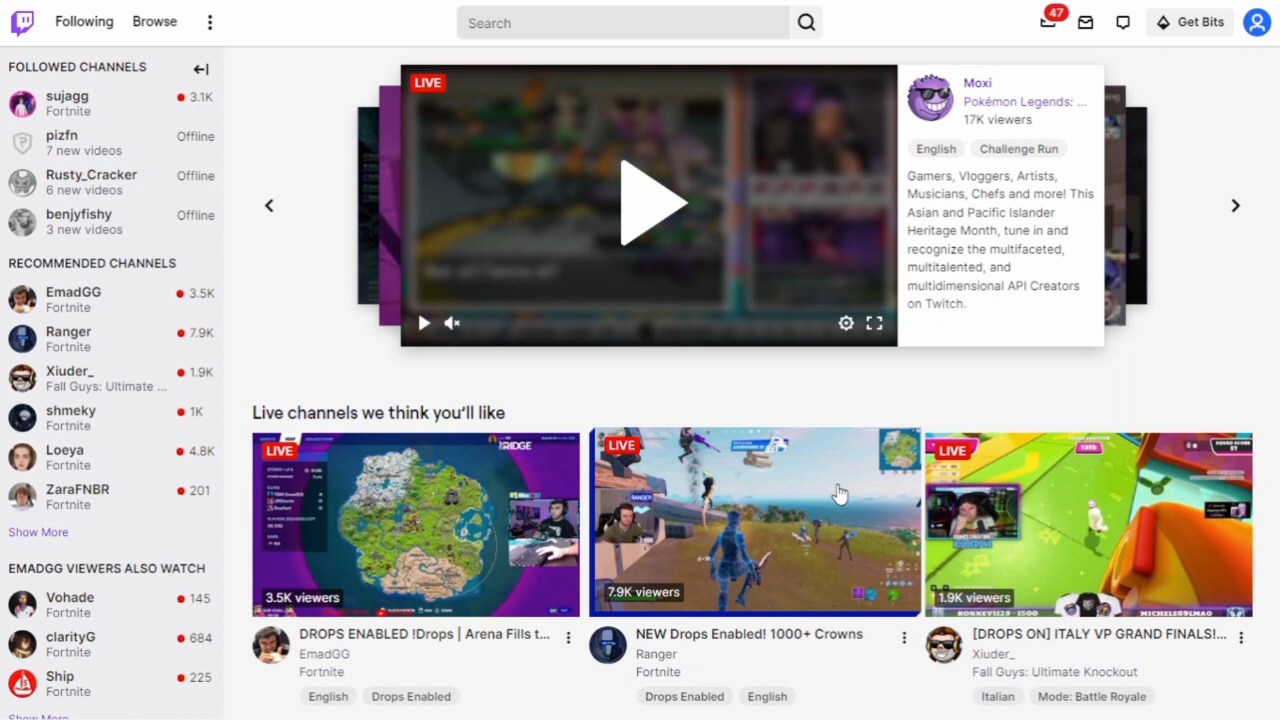 Following
Browse
Search
47
Get Bits
FOLLOWED CHANNELS
sujagg
3.1K
Fortnite
pizfn
Offline
7 new videos
Rusty_Cracker
Offline
6 new videos
benjyfishy
Offline
3 new videos
RECOMMENDED CHANNELS
EmadGG
3.5K
Fortnite
Ranger
7.9K
Fortnite
Xiuder_
1.9K
Fall Guys: Ultimate ...
shmeky
1K
Fortnite
Loeya
4.8K
Fortnite
ZaraFNBR
201
Fortnite
Show More
EMADGG VIEWERS ALSO WATCH
Vohade
145
Fortnite
clarityG
684
Fortnite
Ship
225
Fortnite
Show More
LIVE
Moxi
Pokémon Legends: ...
17K viewers
English
Challenge Run
Gamers, Vloggers, Artists,
Musicians, Chefs and more! This
Asian and Pacific Islander
Heritage Month, tune in and
recognize the multifaceted,
multitalented, and
multidimensional API Creators
on Twitch.
Live channels we think you'll like
LIVE
RIDGE
3.5K viewers
DROPS ENABLED !Drops | Arena Fills t...
EmadGG
Fortnite
English
Drops Enabled
LIVE
RANGER
7.9K viewers
NEW Drops Enabled! 1000+ Crowns
Ranger
Fortnite
Drops Enabled
English
LIVE
1.9K viewers
RONNEY1129 - 1500
MICHELE69LMAO
[DROPS ON] ITALY VP GRAND FINALS!...
Xiuder_
Fall Guys: Ultimate Knockout
Italian
Mode: Battle Royale